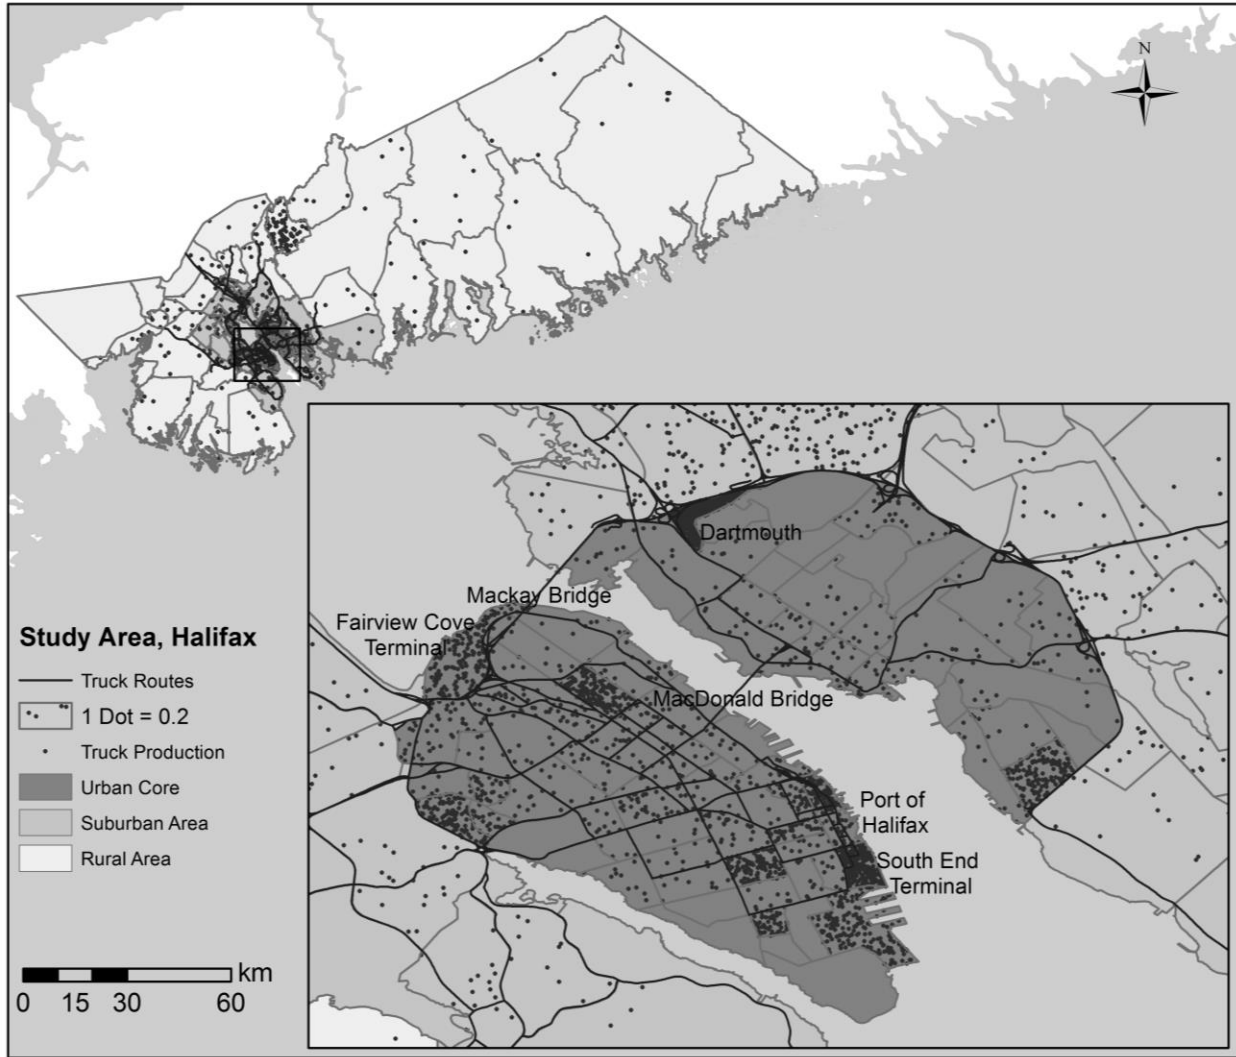 N
Dartmouth
Mackay Bridge
Fairview Cove
Terminal
MacDonald Bridge
Port of
Halifax
South End
Terminal
Study Area, Halifax
Truck Routes
1 Dot = 0.2
Truck Production
Urban Core
Suburban Area
Rural Area
km
0 15 30 60